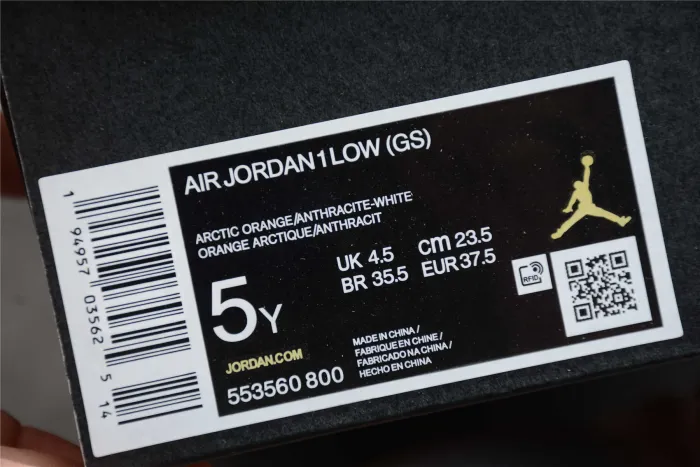 AIR JORDAN 1 LOW (GS)
ARCTIC ORANGE/ANTHRACITE-WHITE
ORANGE ARCTIQUE/ANTHRACIT
5Y
UK 4.5 cm 23.5
BR 35.5 EUR 37.5
RFID
JORDAN.COM
553560 800
MADE IN CHINA /
FABRIQUE EN CHINE /
FABRICADO NA CHINA /
HECHO EN CHINA
1 94957 03562 5 14